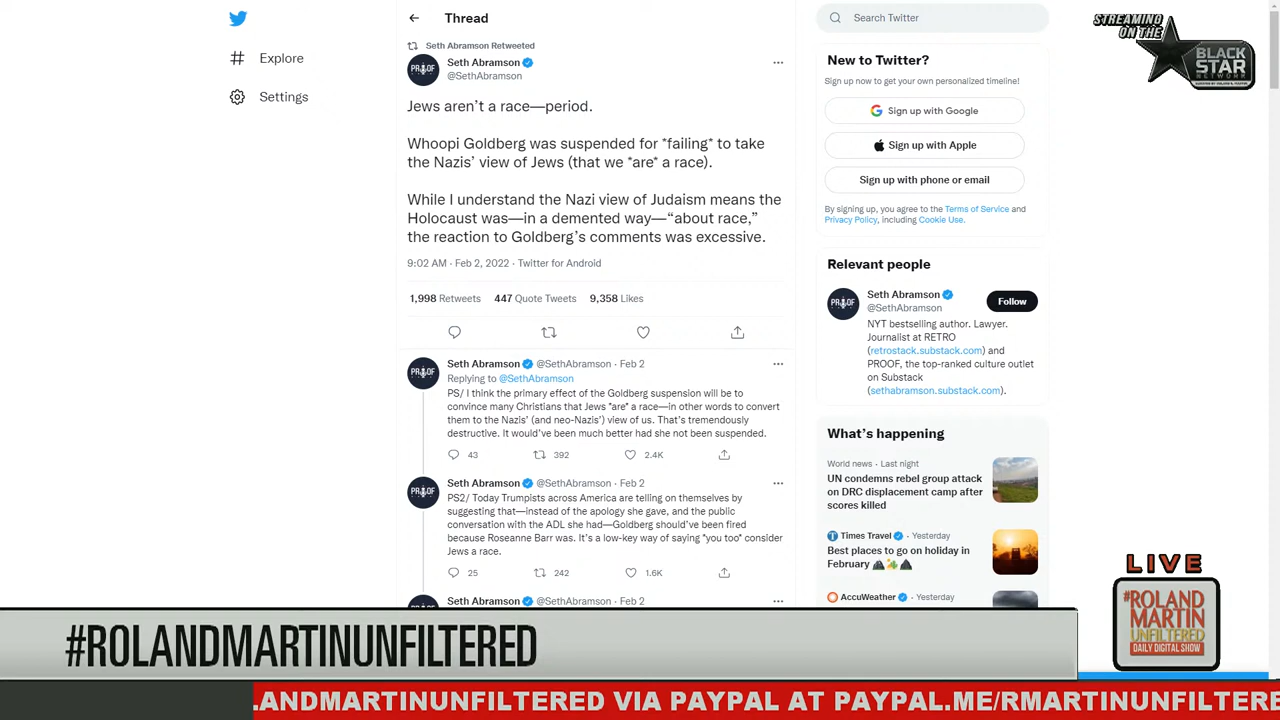 Explore
Settings
Thread
Seth Abramson Retweeted
Seth Abramson
@SethAbramson
Jews aren't a race—period.
Whoopi Goldberg was suspended for *failing* to take
the Nazis' view of Jews (that we *are* a race).
While I understand the Nazi view of Judaism means the
Holocaust was—in a demented way—“about race,”
the reaction to Goldberg's comments was excessive.
9:02 AM · Feb 2, 2022 · Twitter for Android
1,998 Retweets 447 Quote Tweets 9,358 Likes
Seth Abramson @SethAbramson · Feb 2
Replying to @SethAbramson
PS/ I think the primary effect of the Goldberg suspension will be to
convince many Christians that Jews *are* a race—in other words to convert
them to the Nazis' (and neo-Nazis') view of us. That's tremendously
destructive. It would've been much better had she not been suspended.
43 392 2.4K
Seth Abramson @SethAbramson · Feb 2
PS2/ Today Trumpists across America are telling on themselves by
suggesting that—instead of the apology she gave, and the public
conversation with the ADL she had—Goldberg should've been fired
because Roseanne Barr was. It's a low-key way of saying *you too* consider
Jews a race.
25 242 1.6K
Seth Abramson @SethAbramson · Feb 2
Search Twitter
New to Twitter?
Sign up now to get your own personalized timeline!
Sign up with Google
Sign up with Apple
Sign up with phone or email
By signing up, you agree to the Terms of Service and
Privacy Policy, including Cookie Use.
Relevant people
Seth Abramson
@SethAbramson
Follow
NYT bestselling author. Lawyer.
Journalist at RETRO
(retrostack.substack.com) and
PROOF, the top-ranked culture outlet
on Substack
(sethabramson.substack.com).
What's happening
World news · Last night
UN condemns rebel group attack
on DRC displacement camp after
scores killed
Times Travel · Yesterday
Best places to go on holiday in
February
AccuWeather · Yesterday
STREAMING
ON THE
BLACK
STAR
NETWORK
LIVE
#ROLAND
MARTIN
UNFILTERED
DAILY DIGITAL SHOW
#ROLANDMARTINUNFILTERED
LANDMARTINUNFILTERED VIA PAYPAL AT PAYPAL.ME/RMARTINUNFILTERE